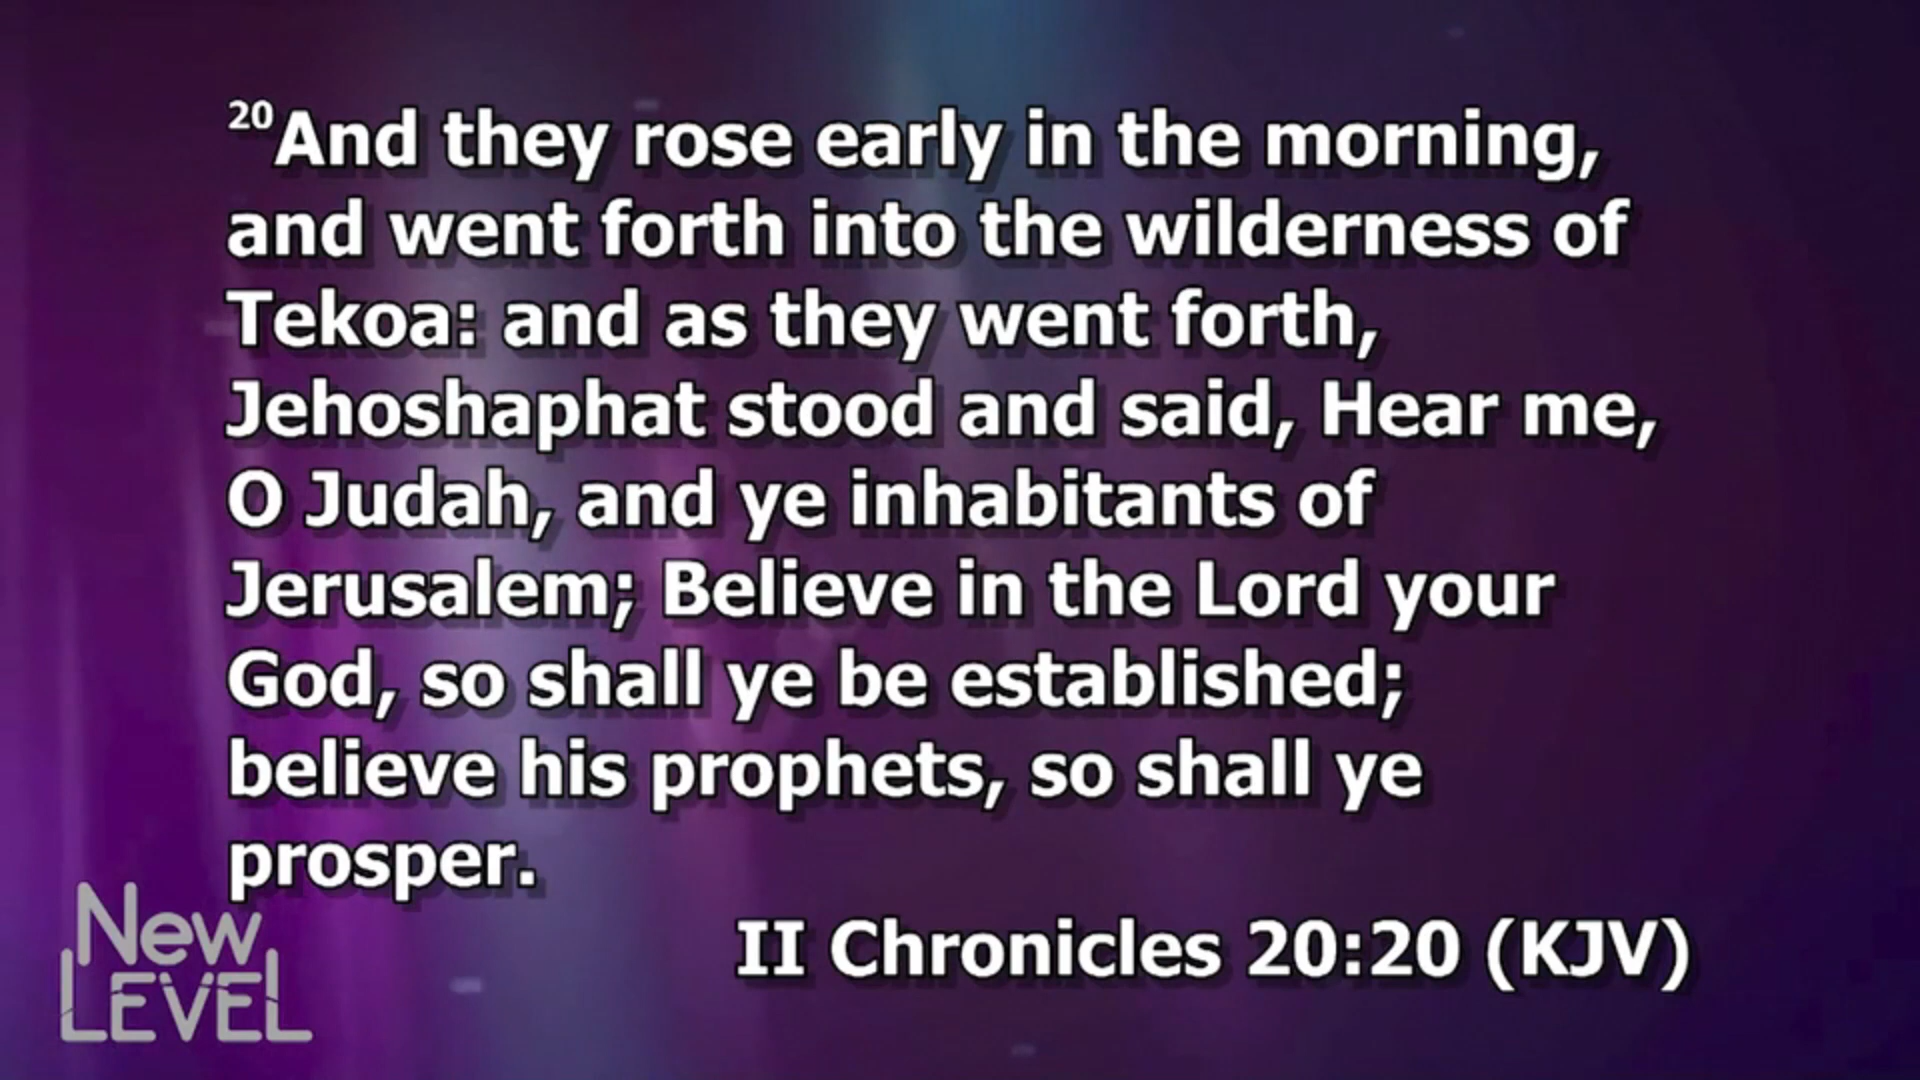 20And they rose early in the morning,
and went forth into the wilderness of
Tekoa: and as they went forth,
Jehoshaphat stood and said, Hear me,
O Judah, and ye inhabitants of
Jerusalem; Believe in the Lord your
God, so shall ye be established;
believe his prophets, so shall ye
prosper.
II Chronicles 20:20 (KJV)
New
LEVEL